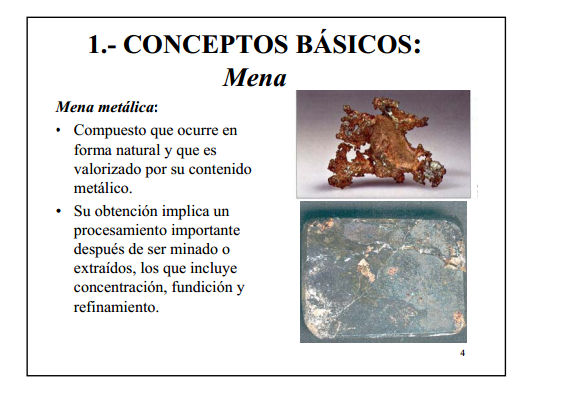 1.- CONCEPTOS BÁSICOS:
Mena
Mena metálica:
• Compuesto que ocurre en
forma natural y que es
valorizado por su contenido
metálico.
• Su obtención implica un
procesamiento importante
después de ser minado o
extraídos, los que incluye
concentración, fundición y
refinamiento.
4